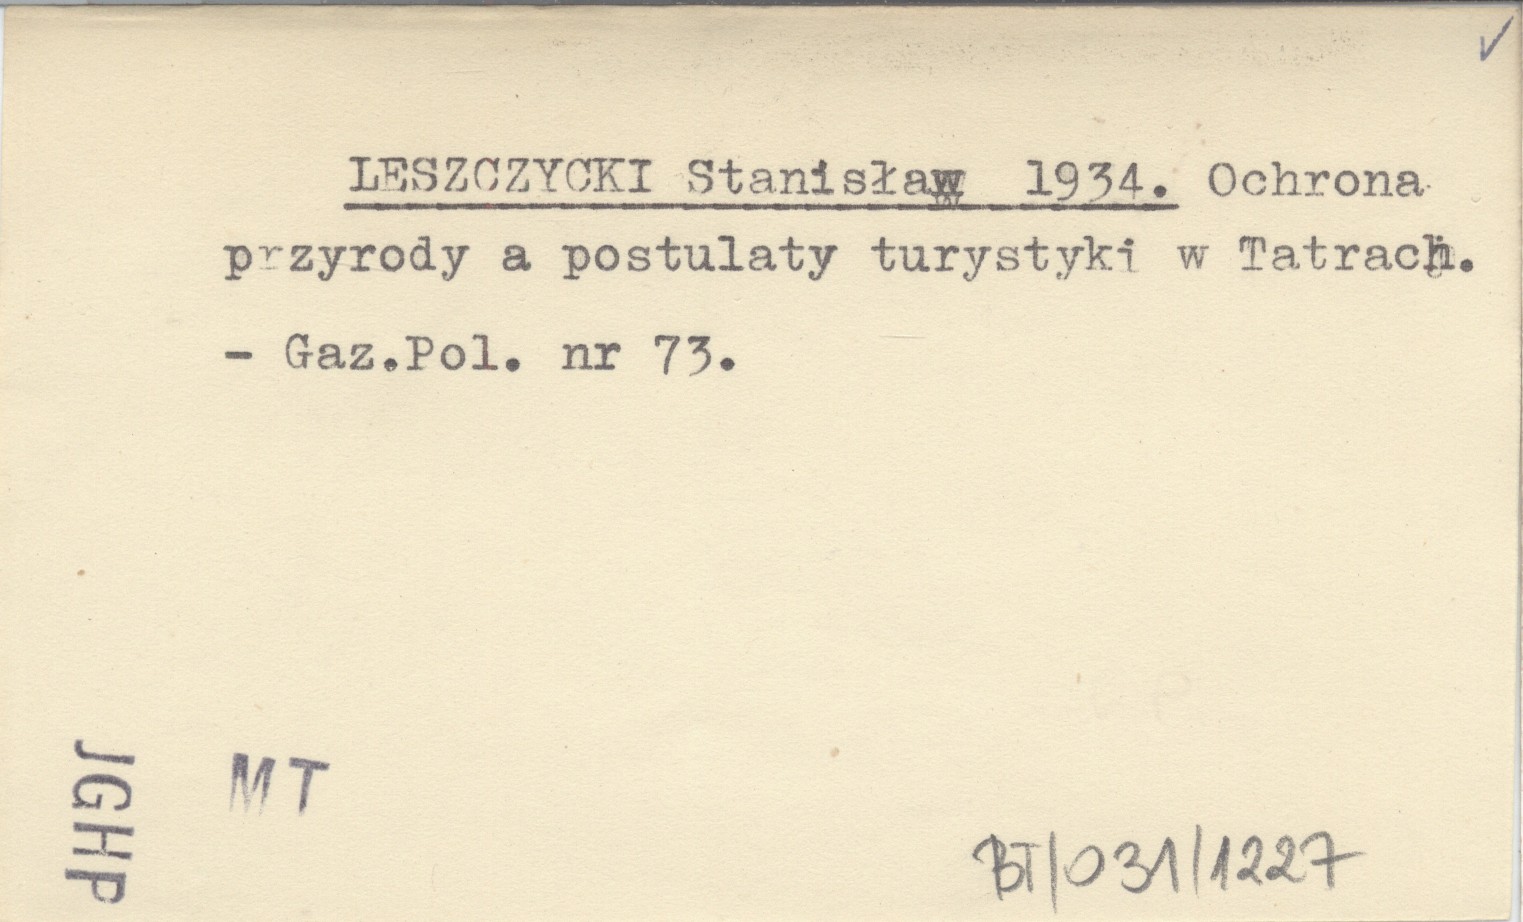 LESZCZYCKI Stanisław 1934. Ochrona
przyrody a postulaty turystyki w Tatrach.
- Gaz.Pol. nr 73.
JGHP
MT
BT/031/1227